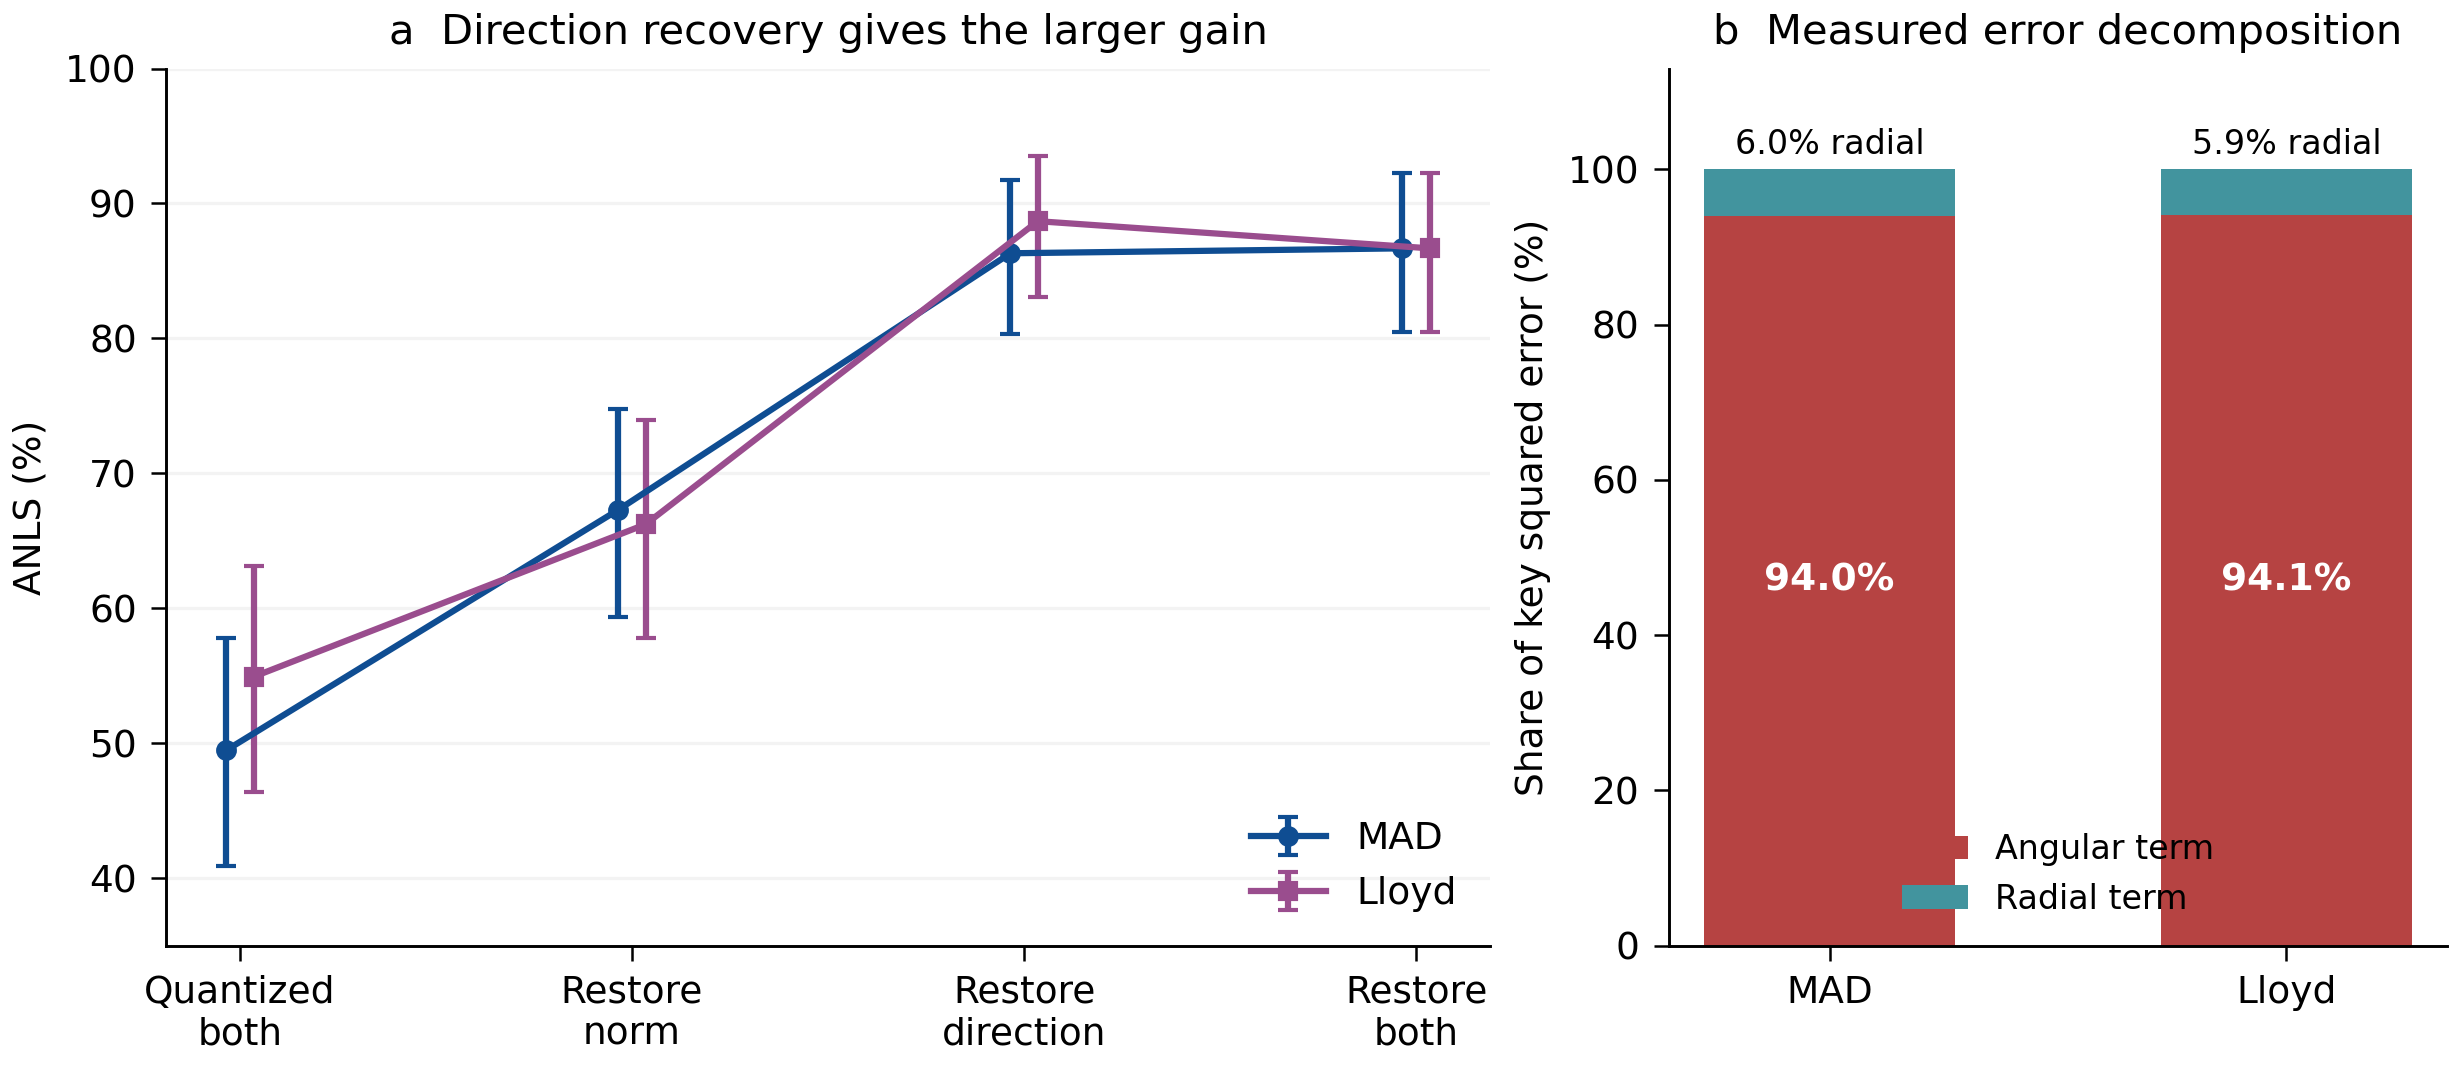 a  Direction recovery gives the larger gain
ANLS (%)
100
90
80
70
60
50
40
MAD
Lloyd
Quantized
both
Restore
norm
Restore
direction
Restore
both
b  Measured error decomposition
Share of key squared error (%)
100
80
60
40
20
0
6.0% radial
5.9% radial
94.0%
94.1%
Angular term
Radial term
MAD
Lloyd